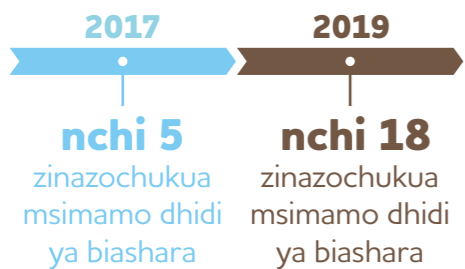 2017
nchi 5
zinazochukua
msimamo dhidi
ya biashara
2019
nchi 18
zinazochukua
msimamo dhidi
ya biashara